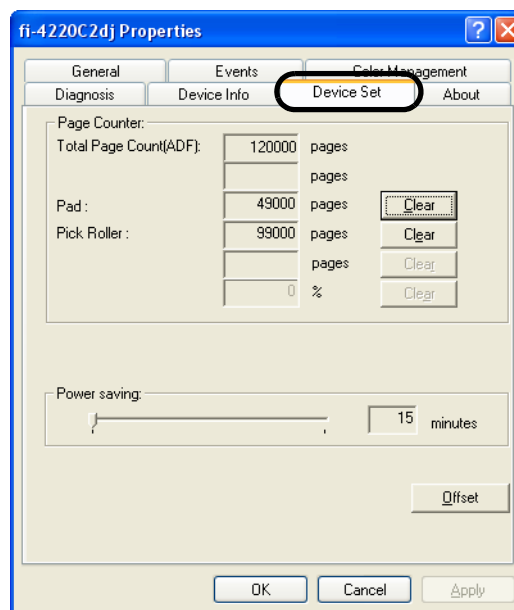 fi-4220C2dj Properties
General Events Color Management
Diagnosis Device Info Device Set About
Page Counter:
Total Page Count(ADF): 120000 pages
pages
Pad : 49000 pages Clear
Pick Roller : 99000 pages Clear
pages Clear
0 % Clear
Power saving:
15 minutes
Offset
OK Cancel Apply